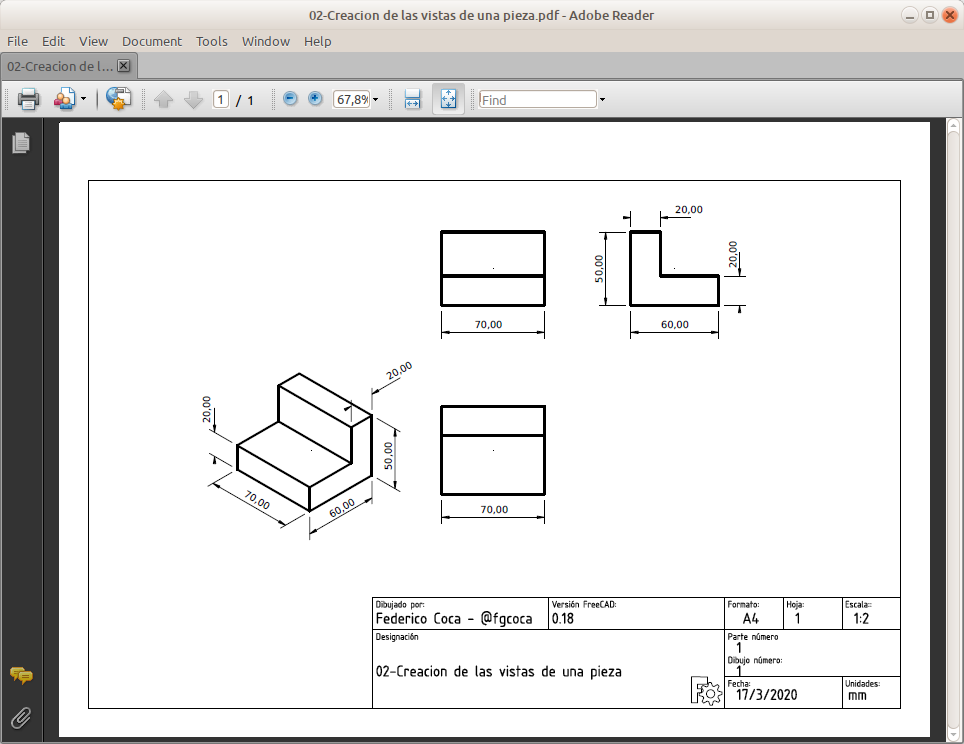 02-Creacion de las vistas de una pieza.pdf - Adobe Reader
File Edit View Document Tools Window Help
02-Creacion de l...
1 / 1
67,8%
Find
20,00
50,00
20,00
70,00
60,00
20,00
20,00
50,00
70,00
60,00
70,00
Dibujado por: Versión FreeCAD: Formato: Hoja: Escala::
Federico Coca - @fgcoca 0.18 A4 1 1:2
Designación
Parte número
1
Dibujo número:
1
02-Creacion de las vistas de una pieza
Fecha: Unidades:
17/3/2020 mm